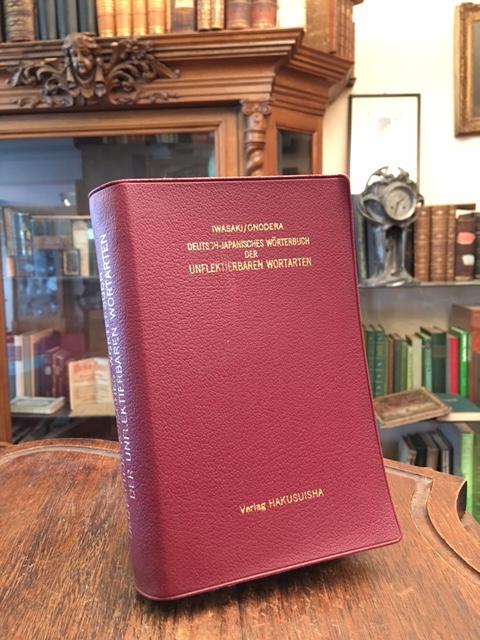 IWASAKI/ONODERA
DEUTSCH-JAPANISCHES WÖRTERBUCH
DER
UNFLEKTIERBAREN WORTARTEN
Verlag HAKUSUISHA
DER UNFLEKTIERBAREN WORTARTEN